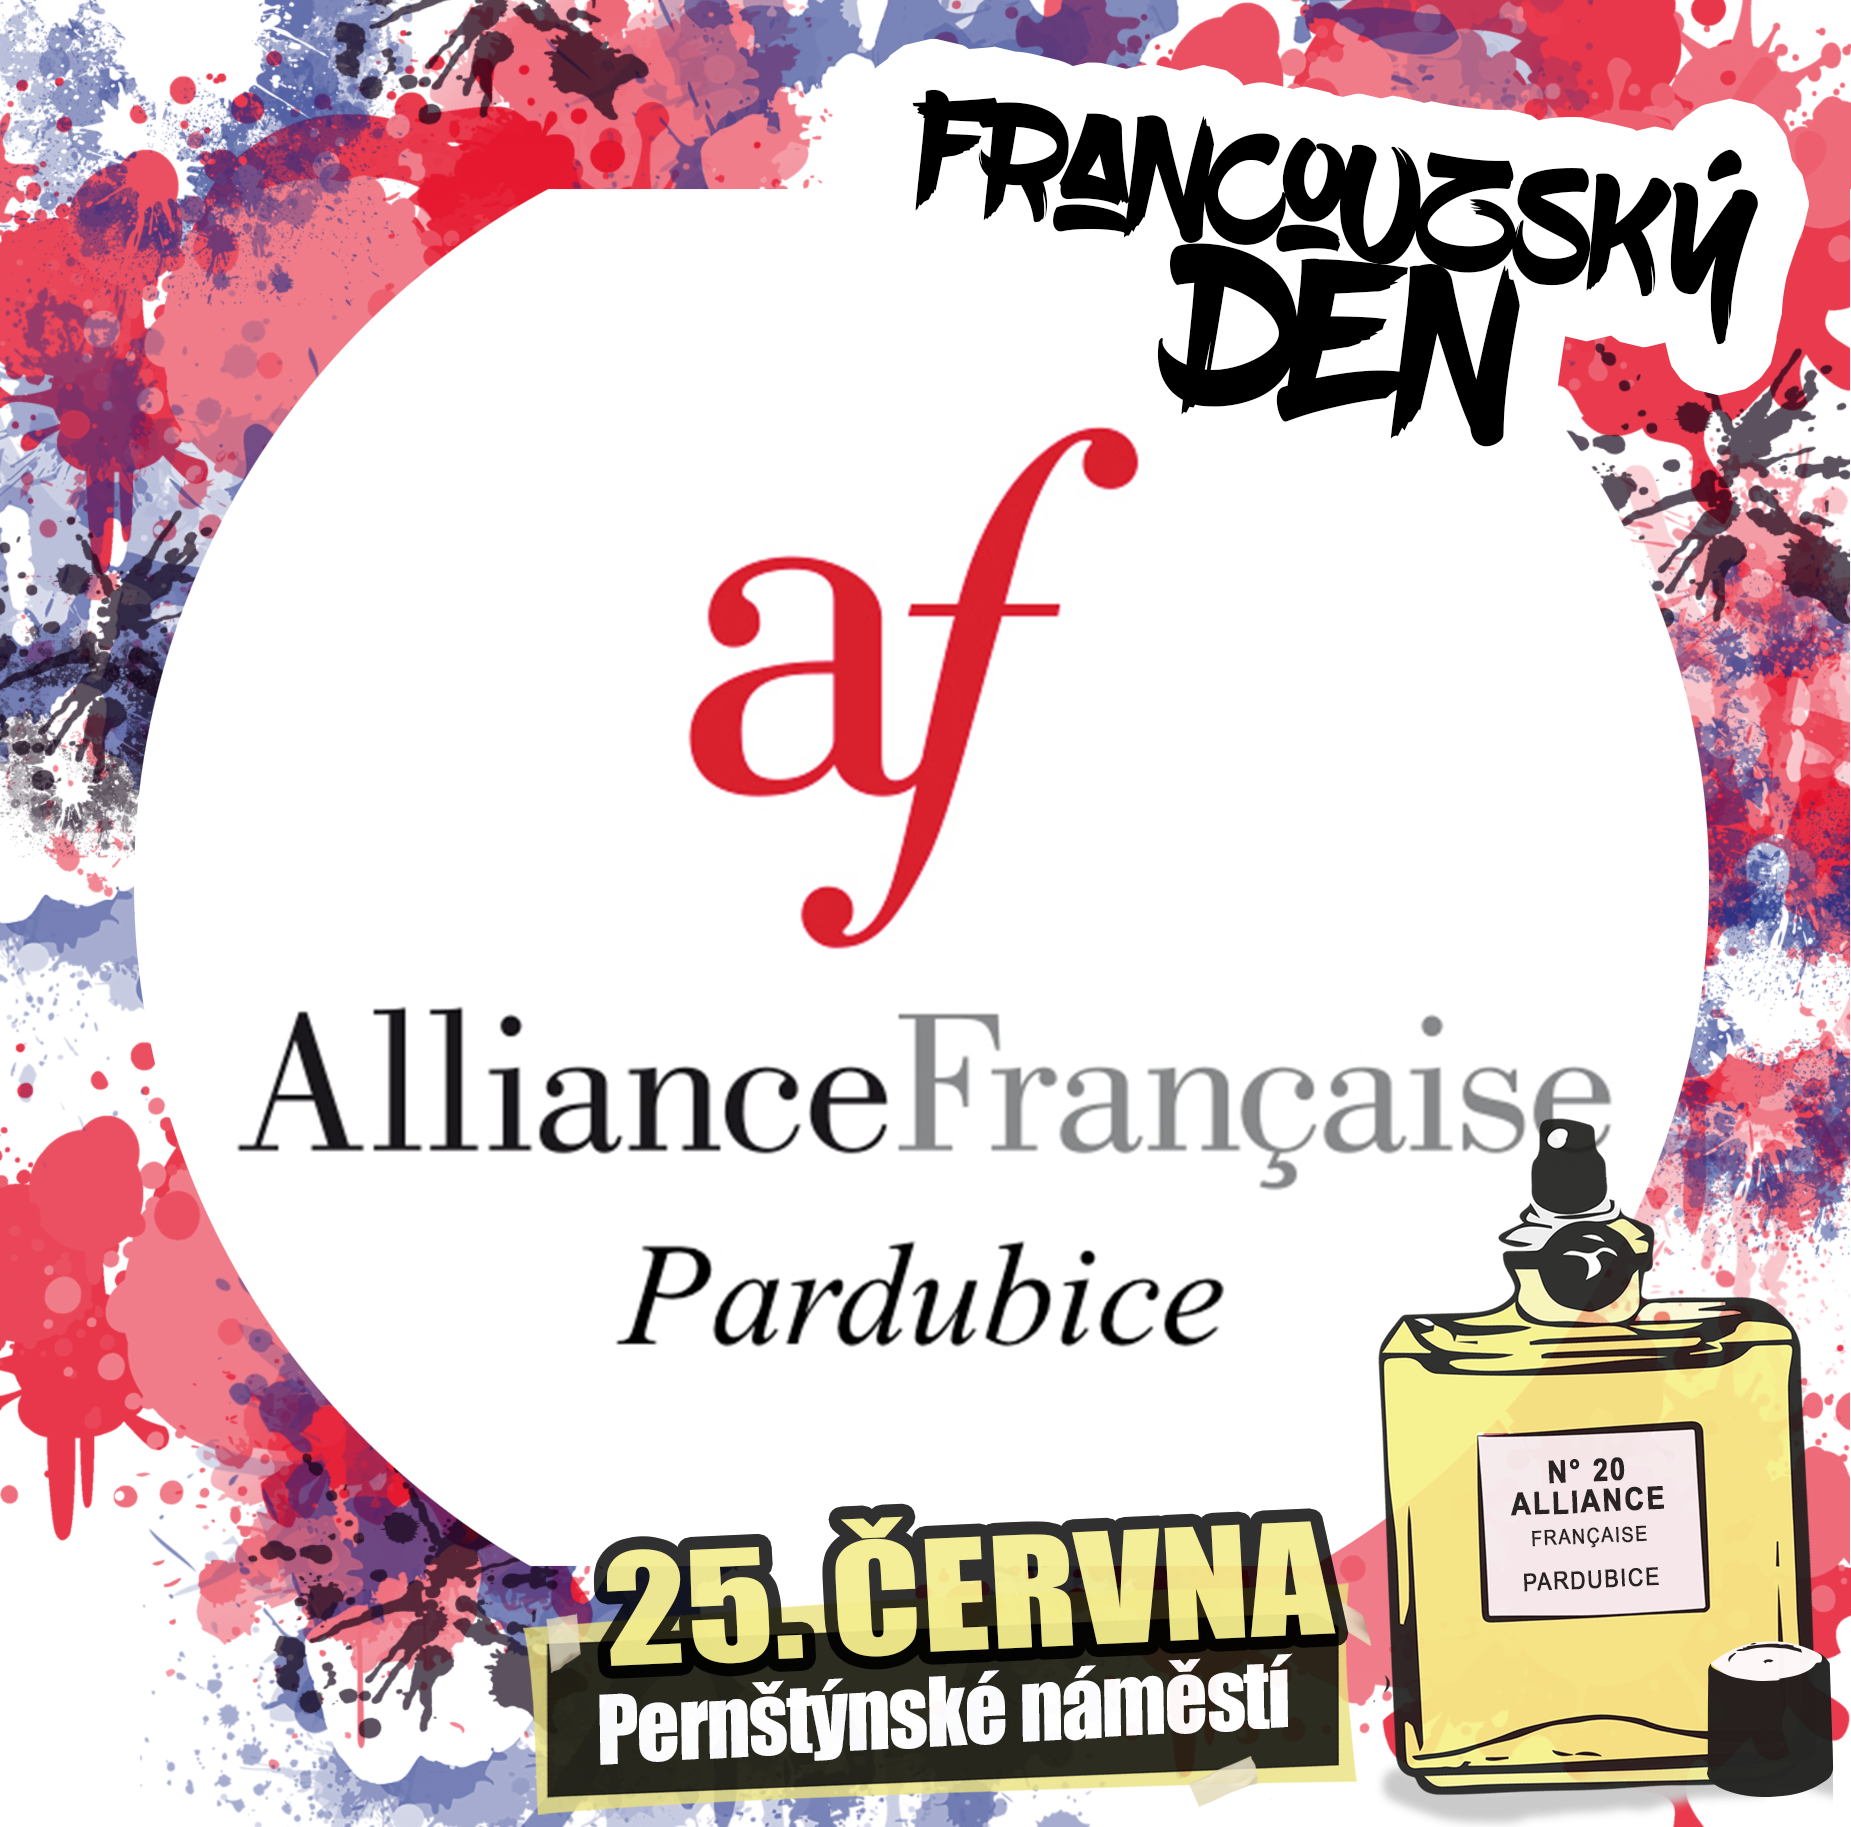 FRANCOUZSKÝ
DEN
af
AllianceFrançaise
Pardubice
N° 20
ALLIANCE
FRANÇAISE
PARDUBICE
25. ČERVNA
Pernštýnské náměstí